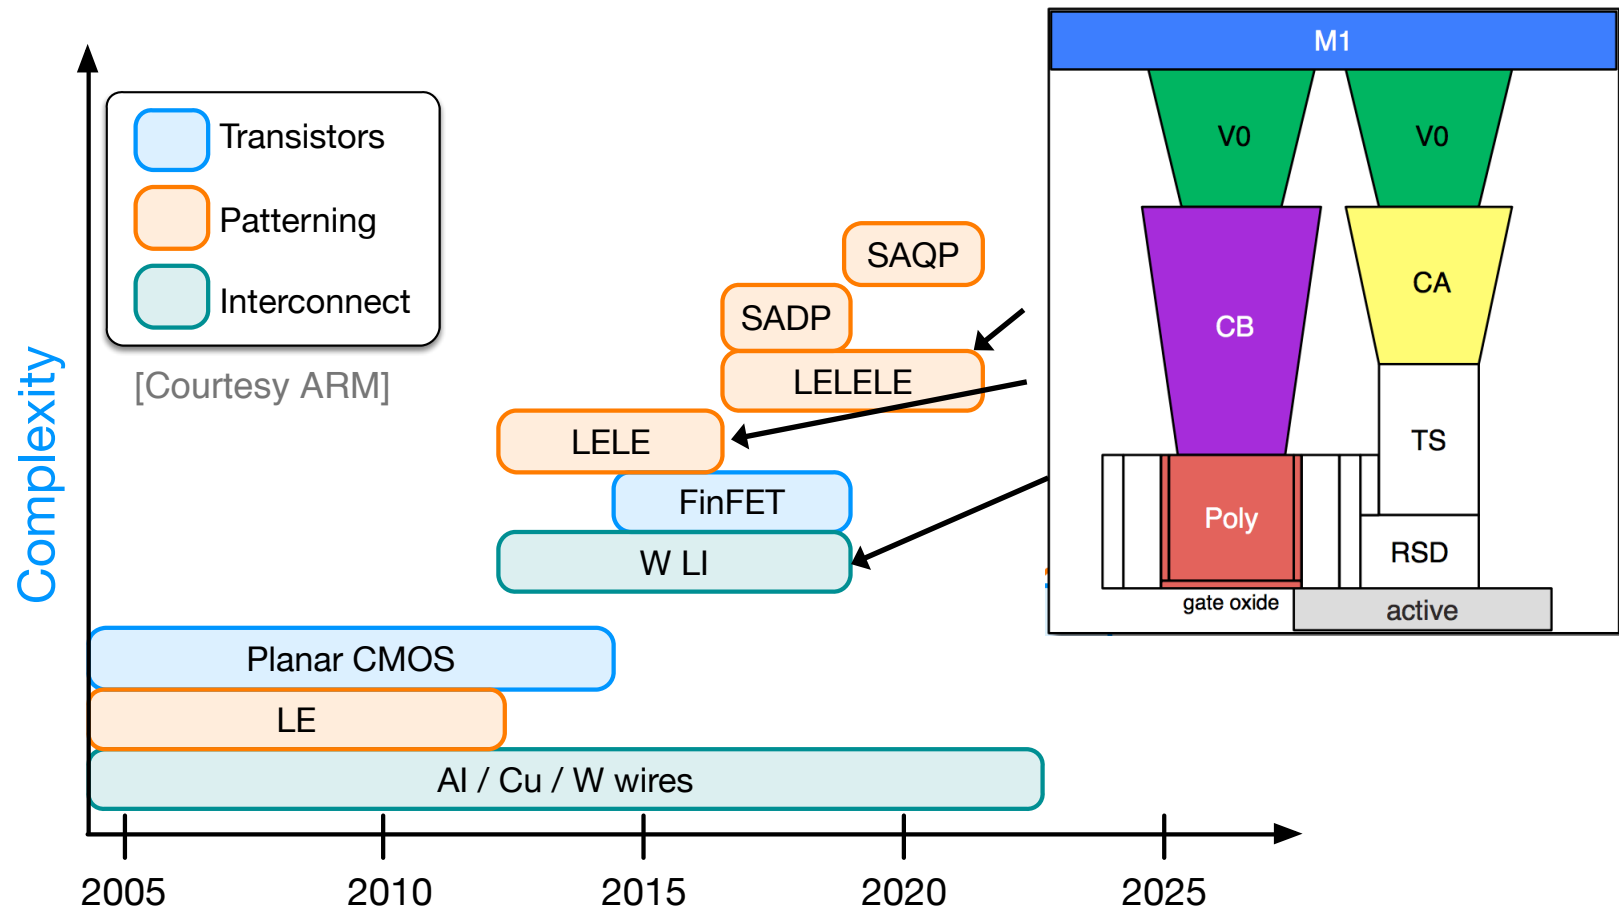 Complexity
Transistors
Patterning
Interconnect
[Courtesy ARM]
SAQP
SADP
LELELE
LELE
FinFET
W LI
Planar CMOS
LE
Al / Cu / W wires
2005
2010
2015
2020
2025
M1
V0
V0
CB
CA
TS
Poly
RSD
gate oxide
active